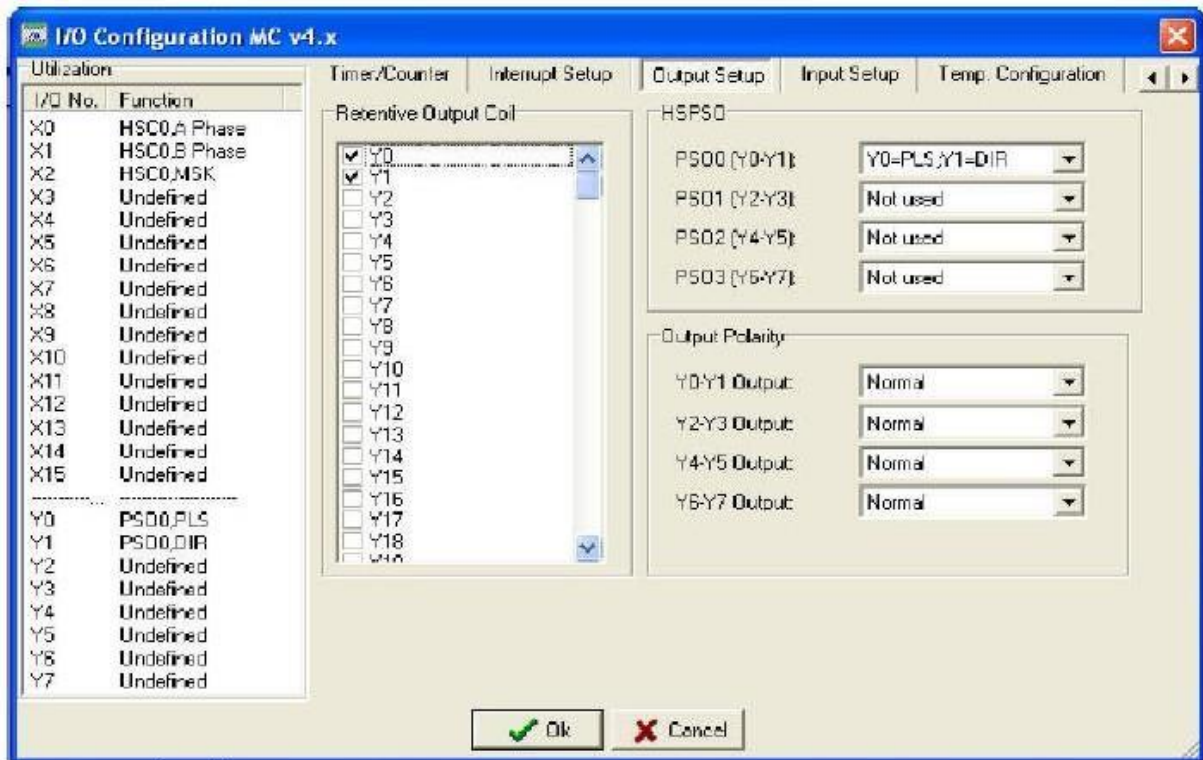 I/O Configuration MC v4.x
Utilization
I/O No. Function
X0 HSC0,A Phase
X1 HSC0,B Phase
X2 HSC0,MSK
X3 Undefined
X4 Undefined
X5 Undefined
X6 Undefined
X7 Undefined
X8 Undefined
X9 Undefined
X10 Undefined
X11 Undefined
X12 Undefined
X13 Undefined
X14 Undefined
X15 Undefined
Y0 PSO0,PLS
Y1 PSO0,DIR
Y2 Undefined
Y3 Undefined
Y4 Undefined
Y5 Undefined
Y6 Undefined
Y7 Undefined
Timer/Counter Interrupt Setup Output Setup Input Setup Temp. Configuration
Retentive Output Coil
Y0
Y1
Y2
Y3
Y4
Y5
Y6
Y7
Y8
Y9
Y10
Y11
Y12
Y13
Y14
Y15
Y16
Y17
Y18
Y19
HSPSO
PSO0 (Y0-Y1): Y0=PLS,Y1=DIR
PSO1 (Y2-Y3): Not used
PSO2 (Y4-Y5): Not used
PSO3 (Y6-Y7): Not used
Output Polarity
Y0-Y1 Output: Normal
Y2-Y3 Output: Normal
Y4-Y5 Output: Normal
Y6-Y7 Output: Normal
Ok Cancel